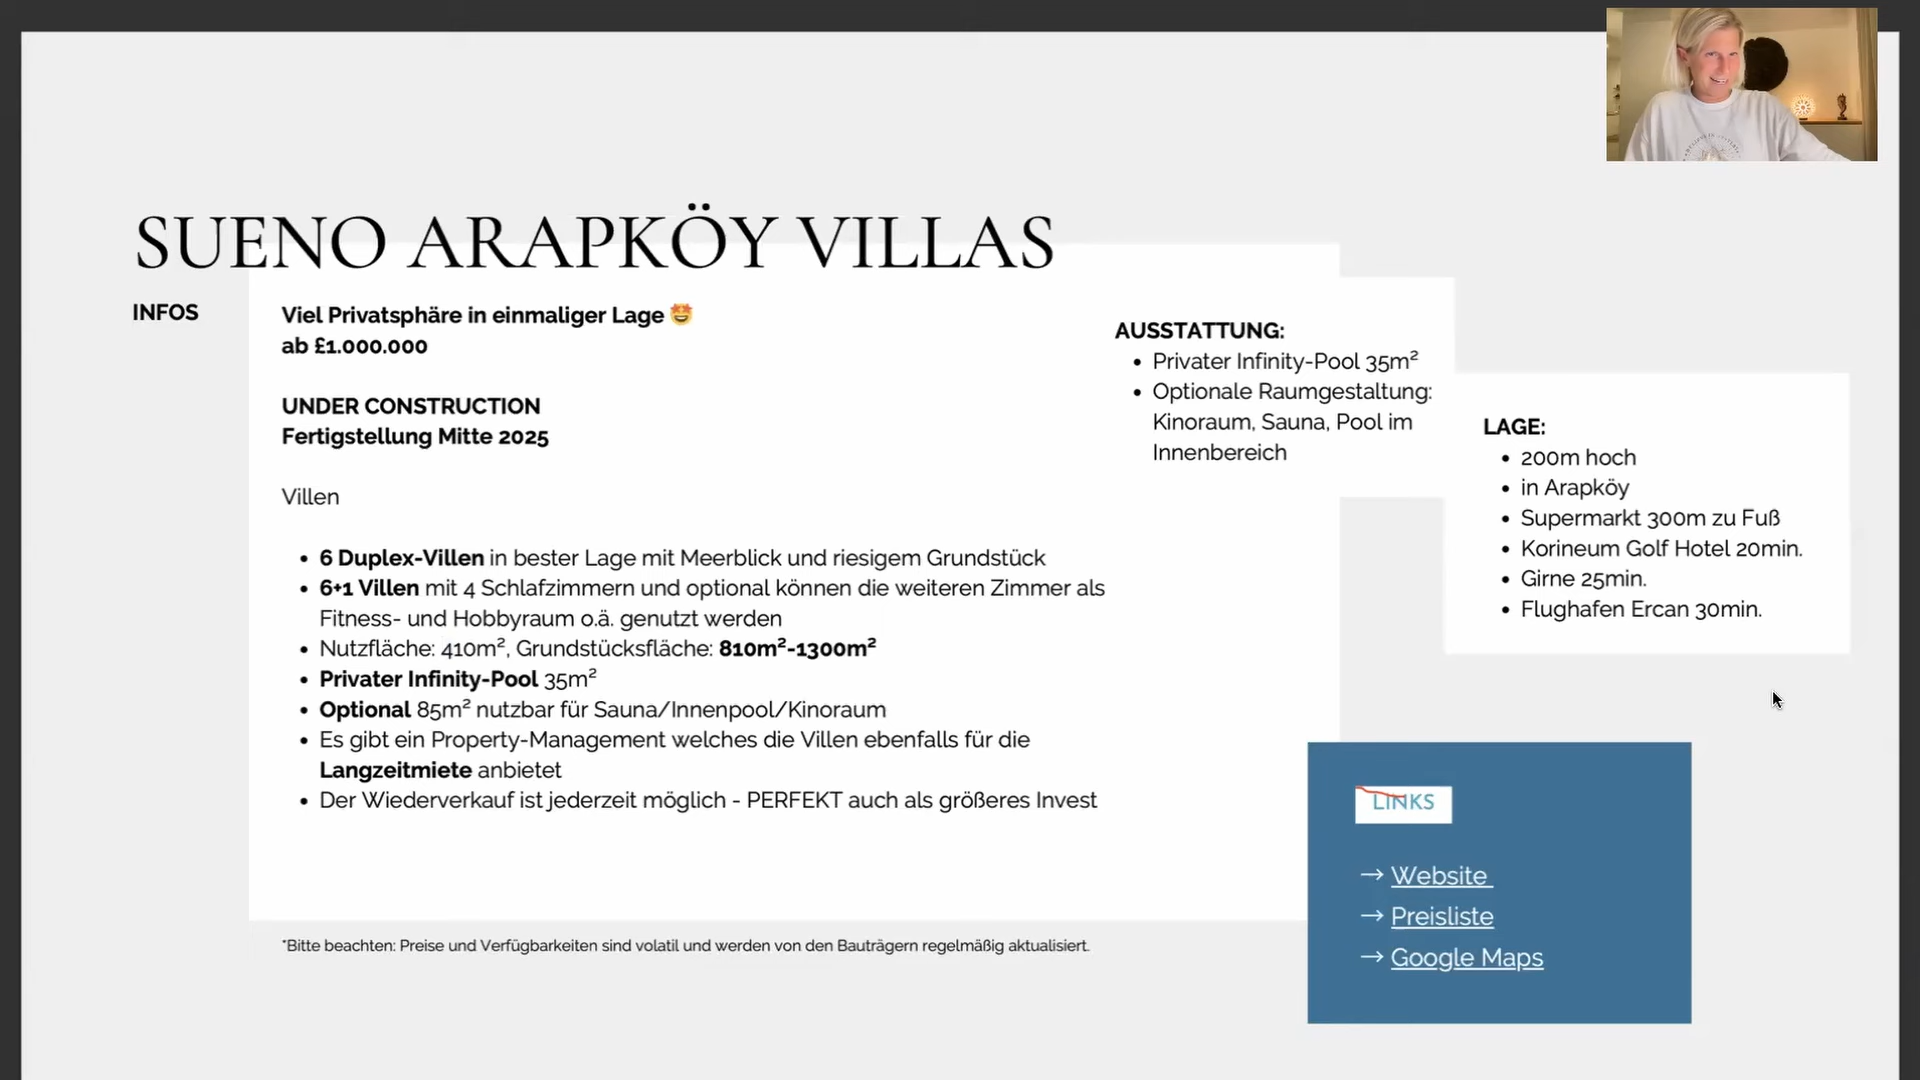 SUENO ARAPKÖY VILLAS
INFOS
Viel Privatsphäre in einmaliger Lage 🤩
ab £1.000.000
UNDER CONSTRUCTION
Fertigstellung Mitte 2025
Villen
• 6 Duplex-Villen in bester Lage mit Meerblick und riesigem Grundstück
• 6+1 Villen mit 4 Schlafzimmern und optional können die weiteren Zimmer als
Fitness- und Hobbyraum o.ä. genutzt werden
• Nutzfläche: 410m², Grundstücksfläche: 810m²-1300m²
• Privater Infinity-Pool 35m²
• Optional 85m² nutzbar für Sauna/Innenpool/Kinoraum
• Es gibt ein Property-Management welches die Villen ebenfalls für die
Langzeitmiete anbietet
• Der Wiederverkauf ist jederzeit möglich - PERFEKT auch als größeres Invest
*Bitte beachten: Preise und Verfügbarkeiten sind volatil und werden von den Bauträgern regelmäßig aktualisiert.
AUSSTATTUNG:
• Privater Infinity-Pool 35m²
• Optionale Raumgestaltung:
Kinoraum, Sauna, Pool im
Innenbereich
LAGE:
• 200m hoch
• in Arapköy
• Supermarkt 300m zu Fuß
• Korineum Golf Hotel 20min.
• Girne 25min.
• Flughafen Ercan 30min.
LINKS
→ Website
→ Preisliste
→ Google Maps